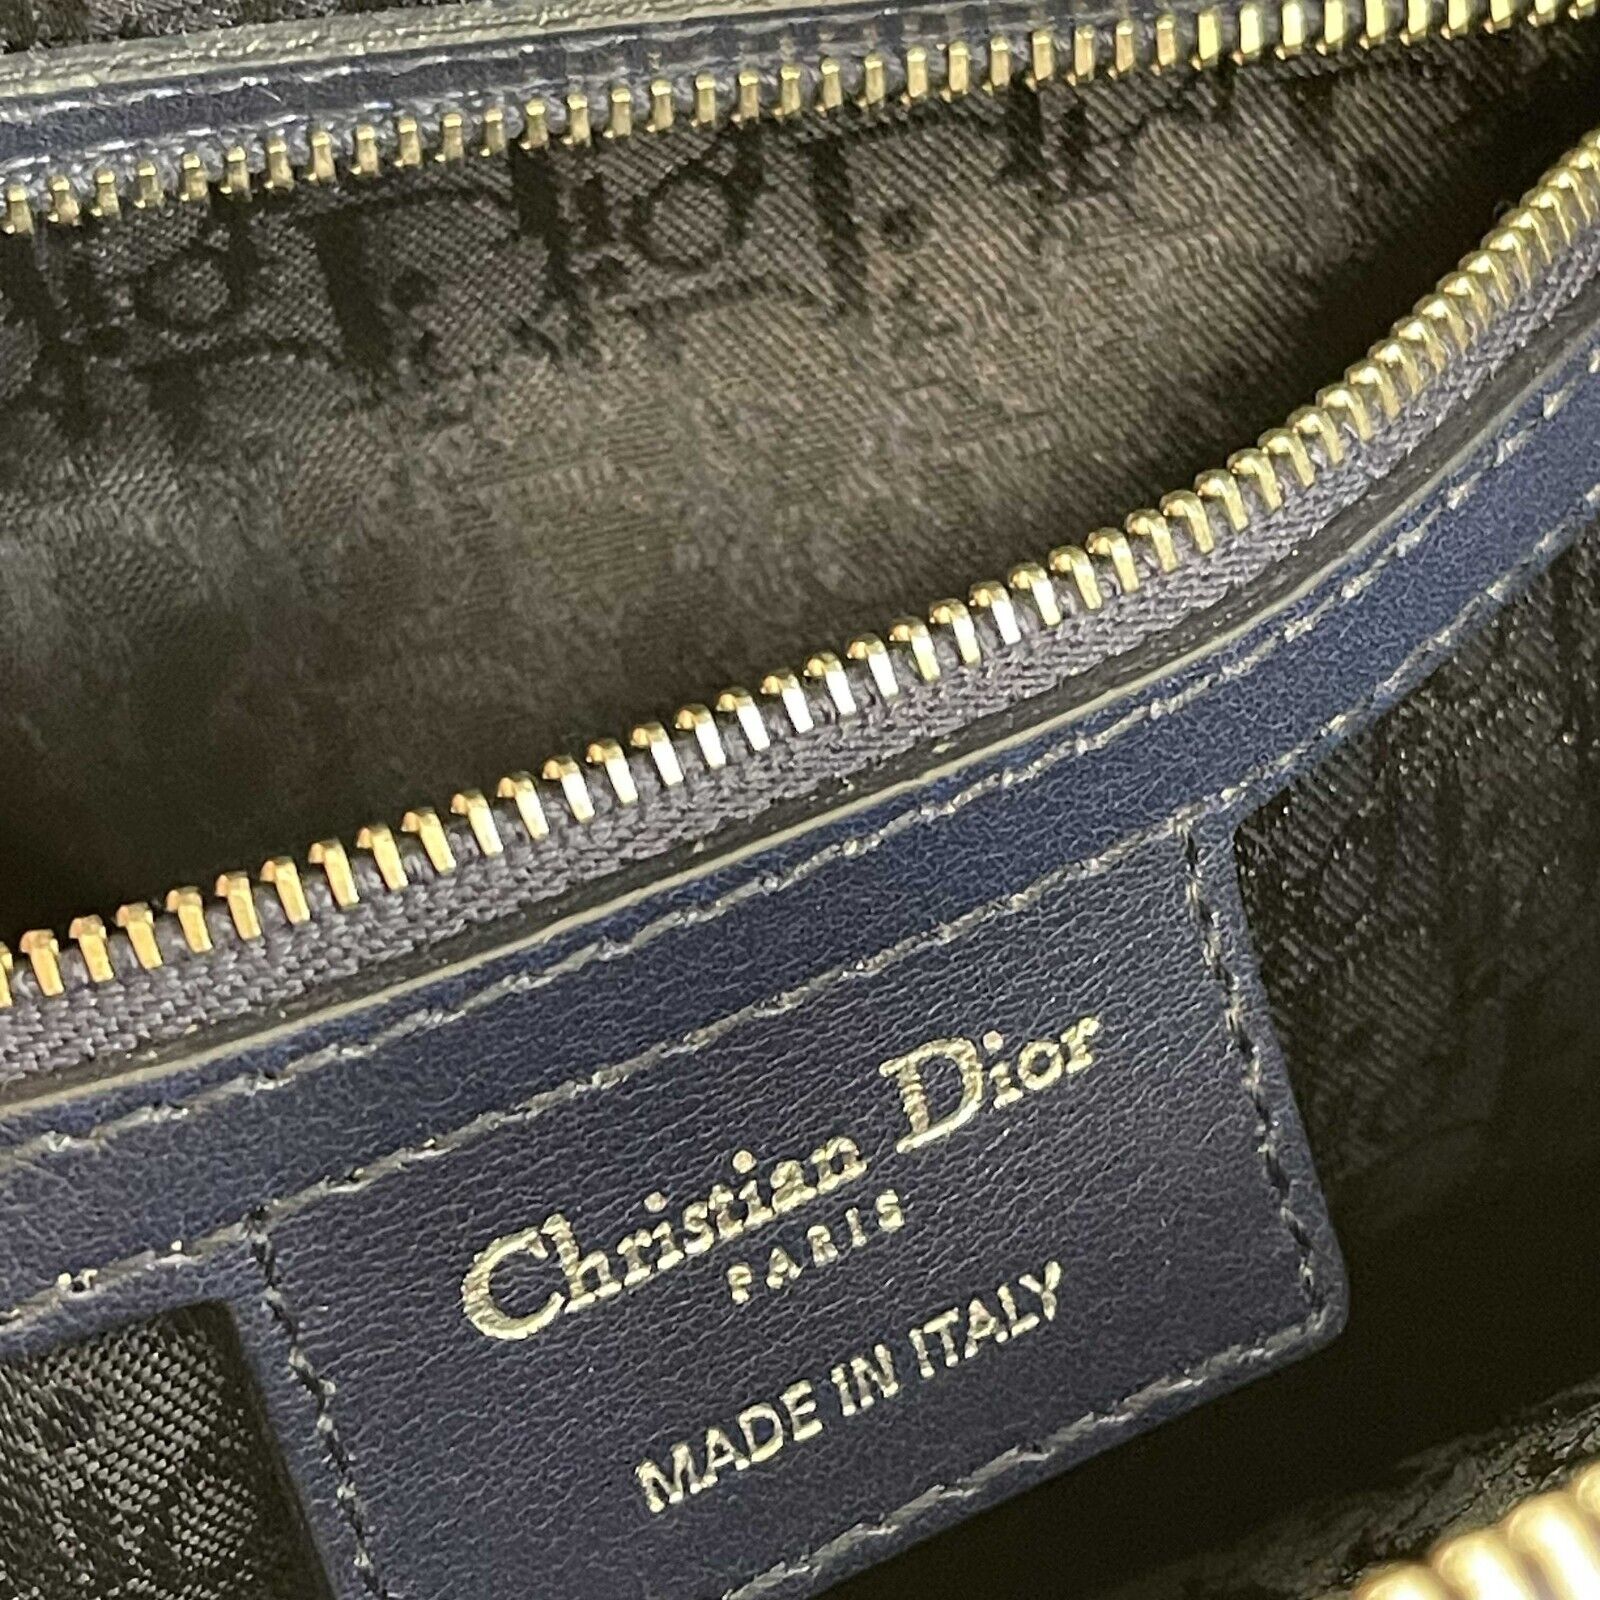 Christian Dior
PARIS
MADE IN ITALY